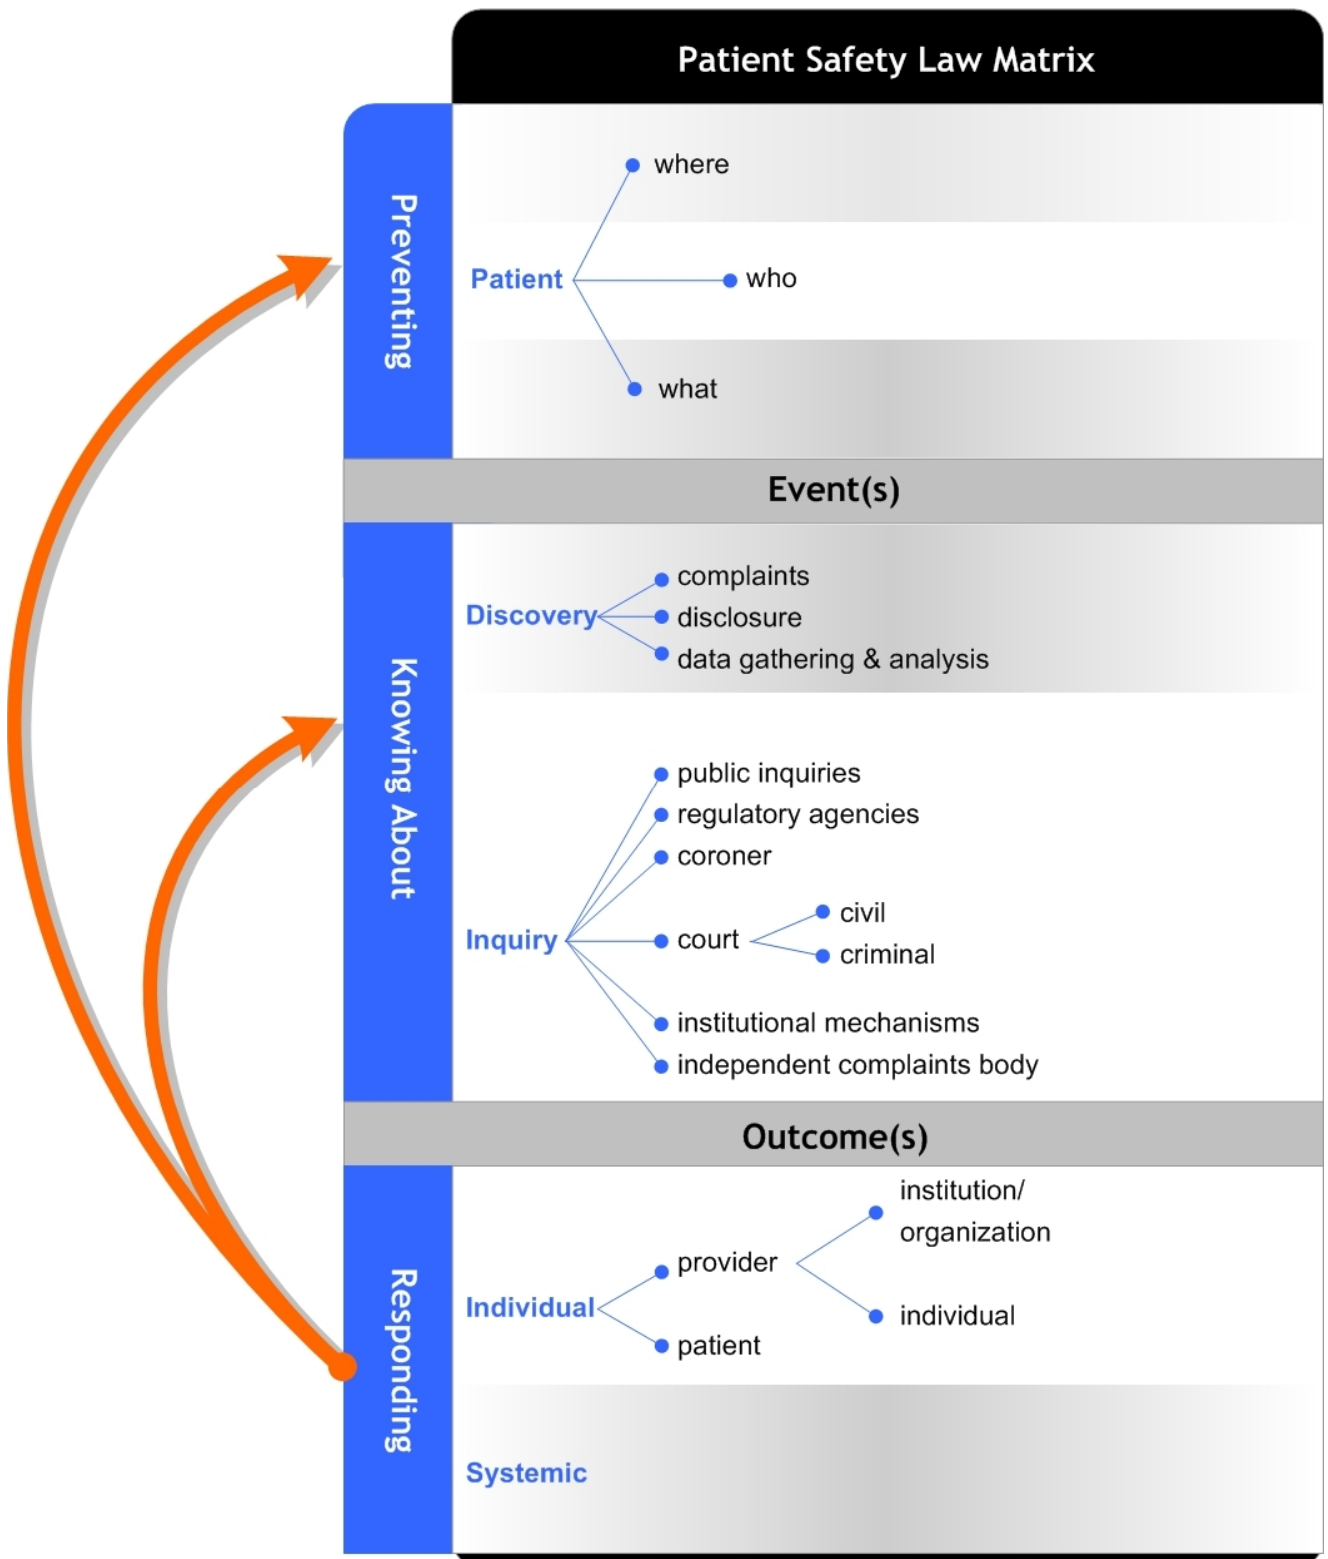 Patient Safety Law Matrix
Preventing
where
Patient
who
what
Event(s)
Knowing About
complaints
Discovery
disclosure
data gathering & analysis
public inquiries
regulatory agencies
coroner
civil
Inquiry
court
criminal
institutional mechanisms
independent complaints body
Outcome(s)
Responding
institution/
organization
provider
Individual
individual
patient
Systemic